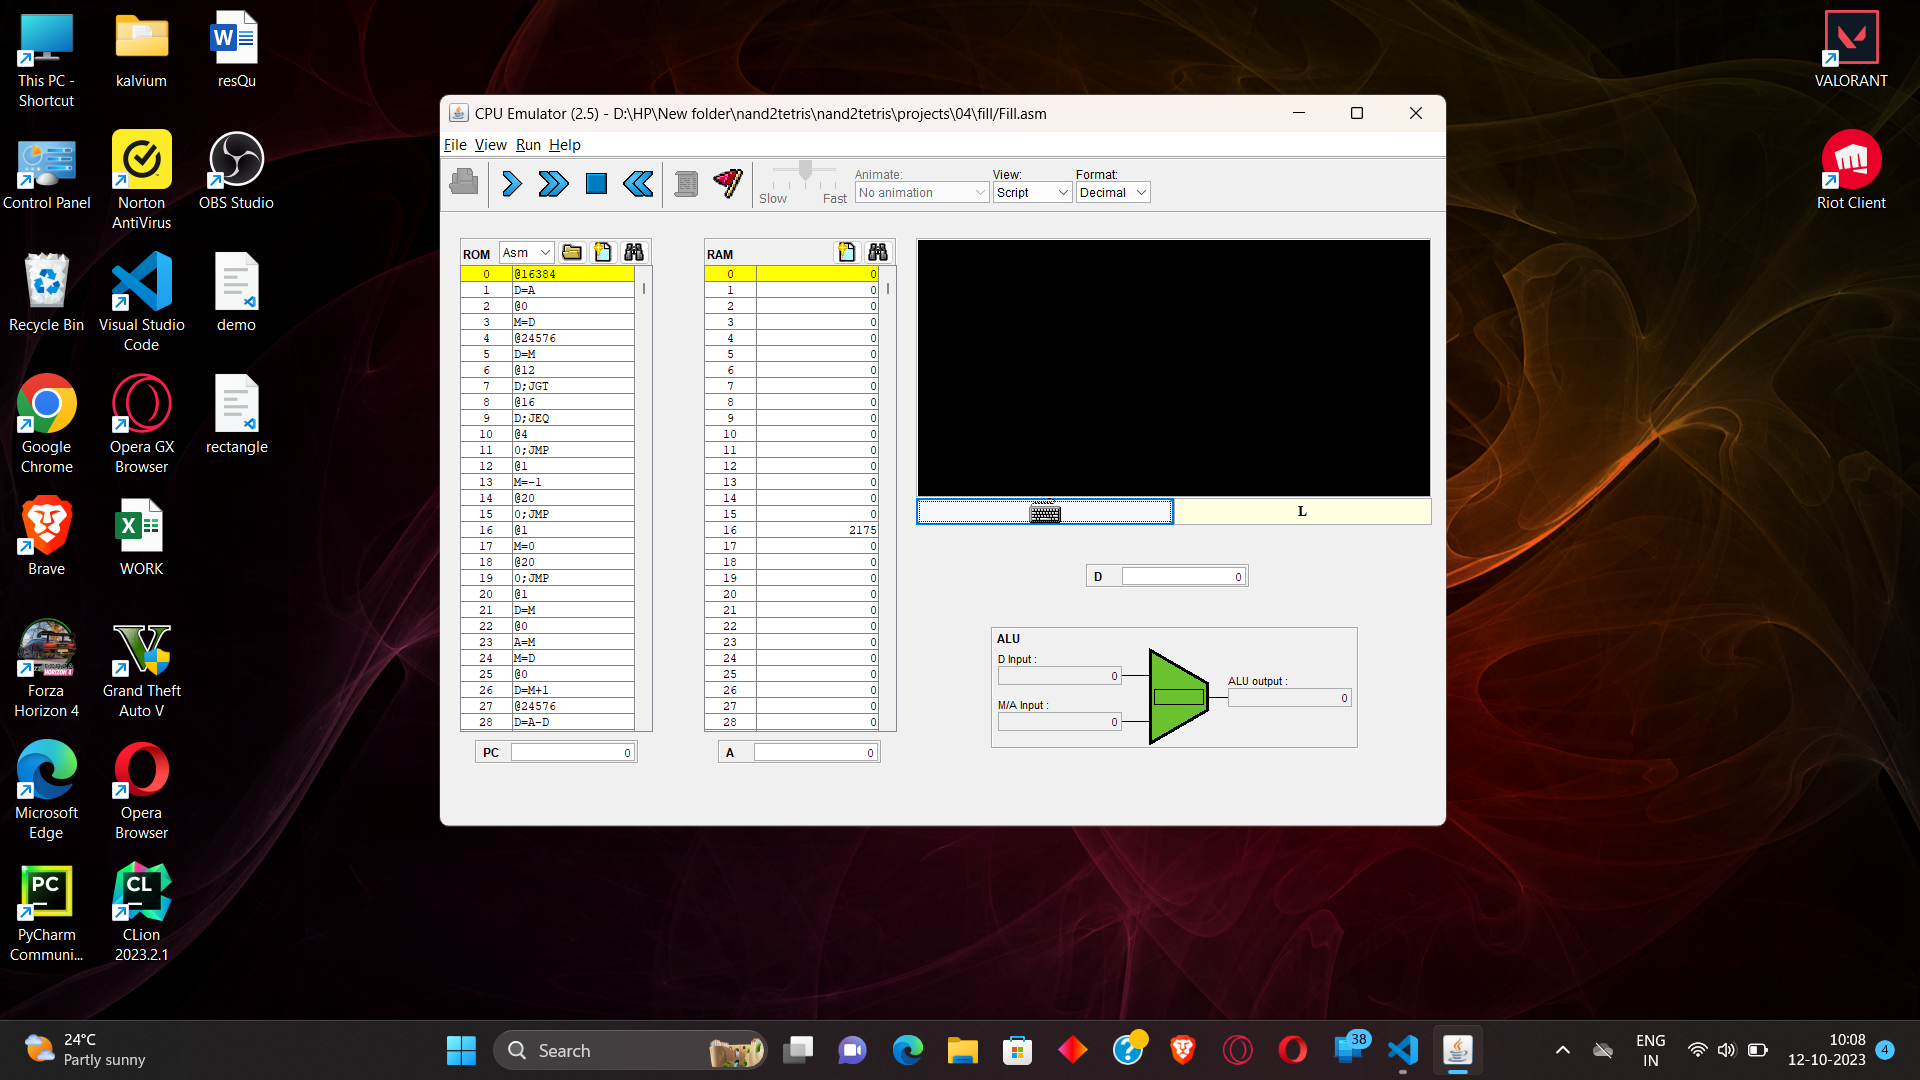 This PC -
Shortcut
kalvium
resQu
Control Panel
Norton
AntiVirus
OBS Studio
Recycle Bin
Visual Studio
Code
demo
Google
Chrome
Opera GX
Browser
rectangle
Brave
WORK
Forza
Horizon 4
Grand Theft
Auto V
Microsoft
Edge
Opera
Browser
PyCharm
Communi...
CLion
2023.2.1
VALORANT
Riot Client
CPU Emulator (2.5) - D:\HP\New folder\nand2tetris\nand2tetris\projects\04\fill/Fill.asm
File View Run Help
Slow Fast
Animate:
No animation
View:
Script
Format:
Decimal
ROM Asm
0 @16384
1 D=A
2 @0
3 M=D
4 @24576
5 D=M
6 @12
7 D;JGT
8 @16
9 D;JEQ
10 @4
11 0;JMP
12 @1
13 M=-1
14 @20
15 0;JMP
16 @1
17 M=0
18 @20
19 0;JMP
20 @1
21 D=M
22 @0
23 A=M
24 M=D
25 @0
26 D=M+1
27 @24576
28 D=A-D
PC 0
RAM
0 0
1 0
2 0
3 0
4 0
5 0
6 0
7 0
8 0
9 0
10 0
11 0
12 0
13 0
14 0
15 0
16 2175
17 0
18 0
19 0
20 0
21 0
22 0
23 0
24 0
25 0
26 0
27 0
28 0
A 0
L
D 0
ALU
D Input :
0
M/A Input :
0
ALU output :
0
24°C
Partly sunny
Search
38
ENG
IN
10:08
12-10-2023
4